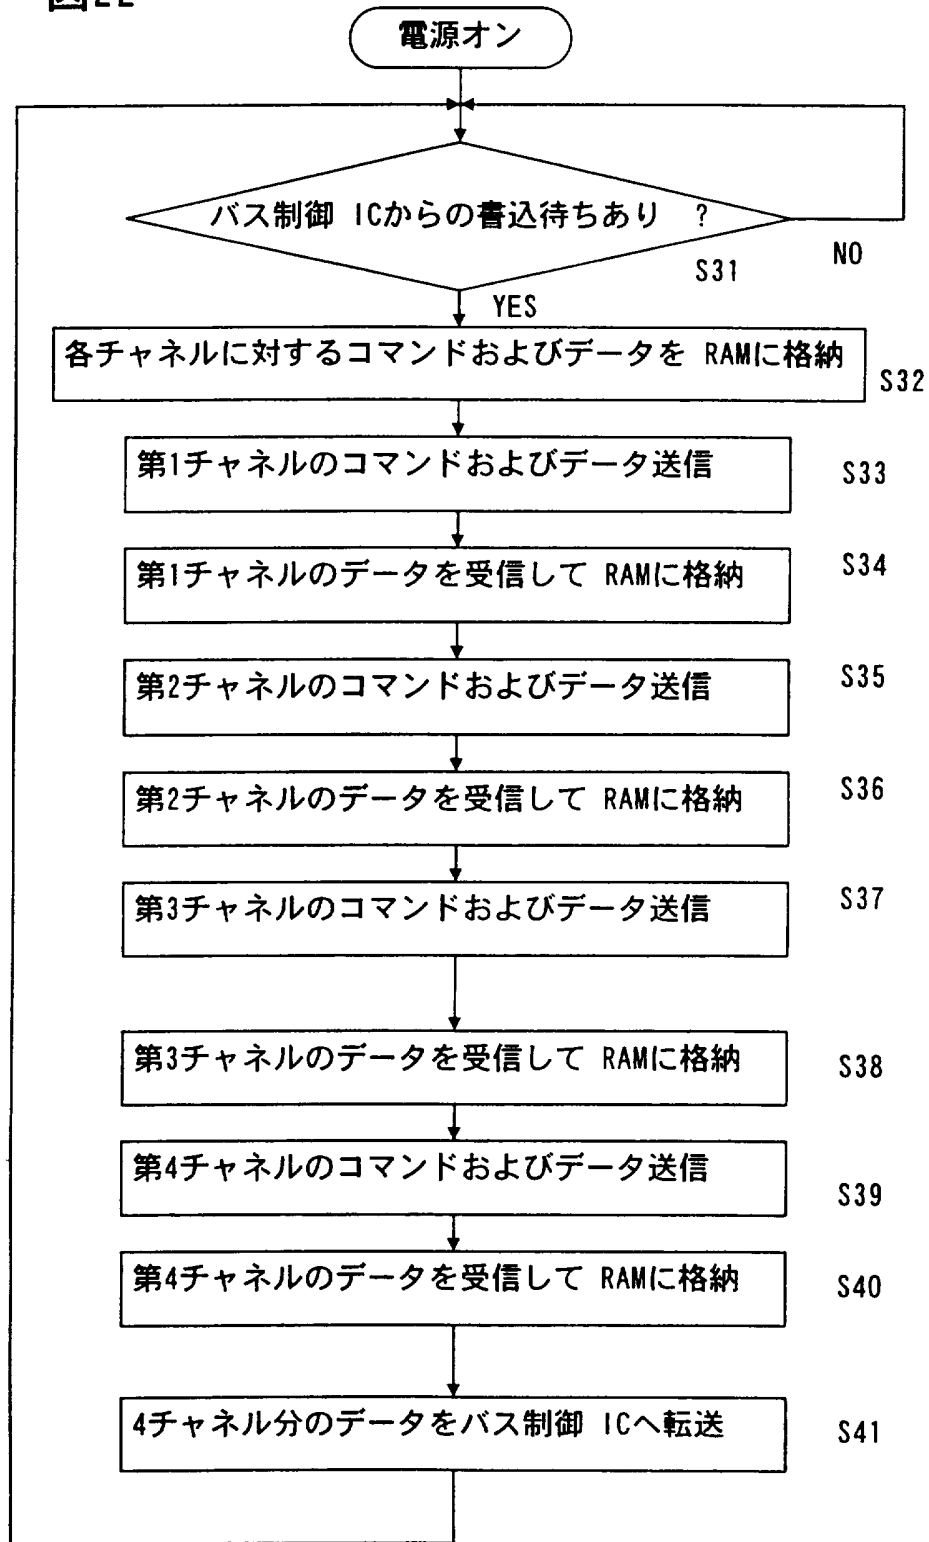 図22
電源オン
バス制御 ICからの書込待ちあり ?
S31
NO
YES
各チャネルに対するコマンドおよびデータを RAMに格納
S32
第1チャネルのコマンドおよびデータ送信
S33
第1チャネルのデータを受信して RAMに格納
S34
第2チャネルのコマンドおよびデータ送信
S35
第2チャネルのデータを受信して RAMに格納
S36
第3チャネルのコマンドおよびデータ送信
S37
第3チャネルのデータを受信して RAMに格納
S38
第4チャネルのコマンドおよびデータ送信
S39
第4チャネルのデータを受信して RAMに格納
S40
4チャネル分のデータをバス制御 ICへ転送
S41